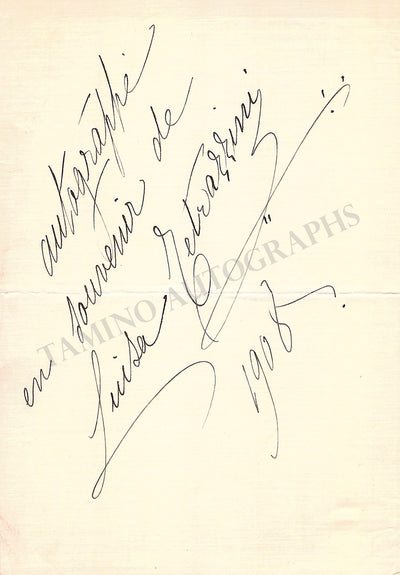 autographe
en souvenir de
Luisa Tetrazzini
1908.
TAMINO AUTOGRAPHS